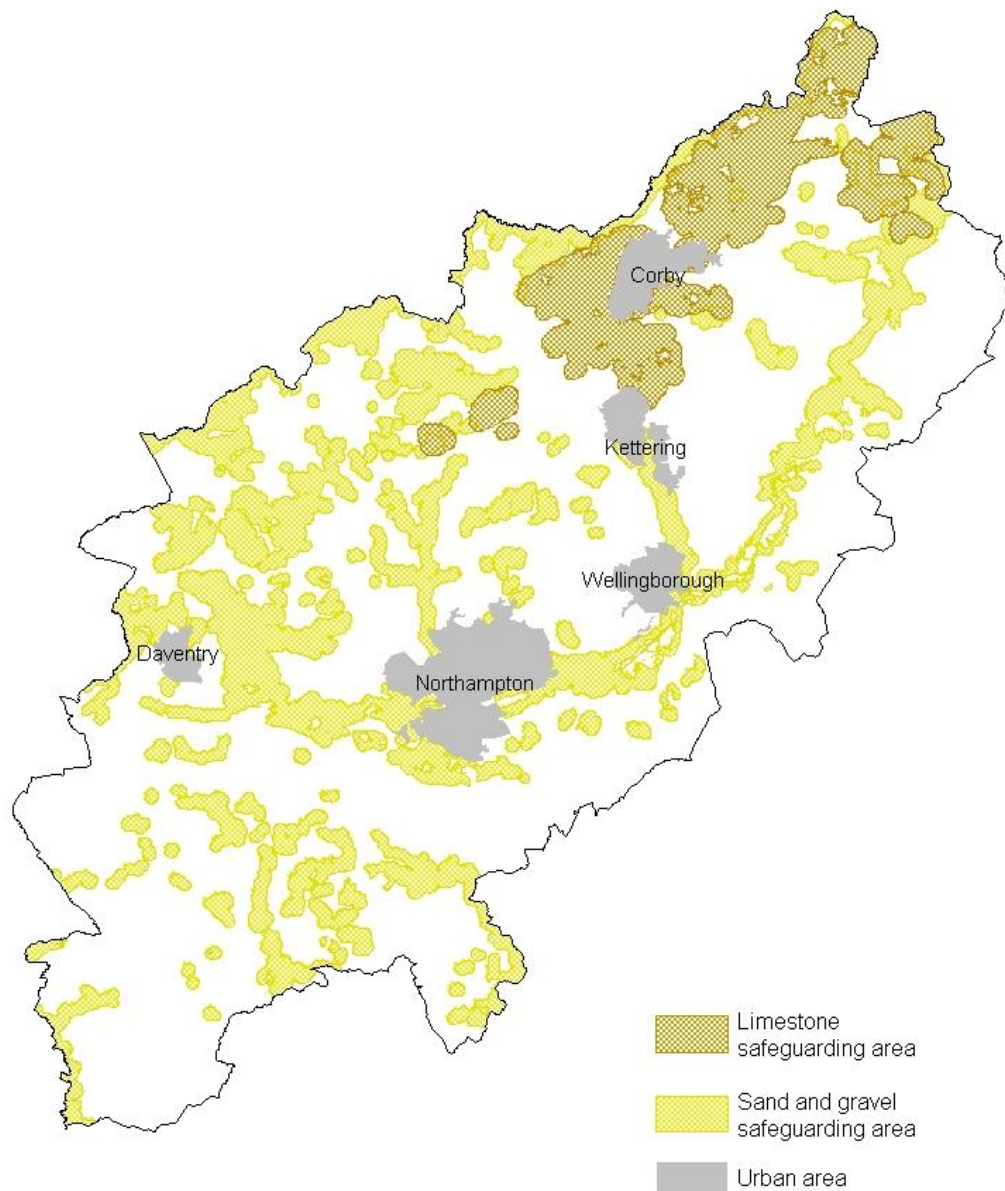 Corby
Kettering
Wellingborough
Daventry
Northampton
Limestone
safeguarding area
Sand and gravel
safeguarding area
Urban area